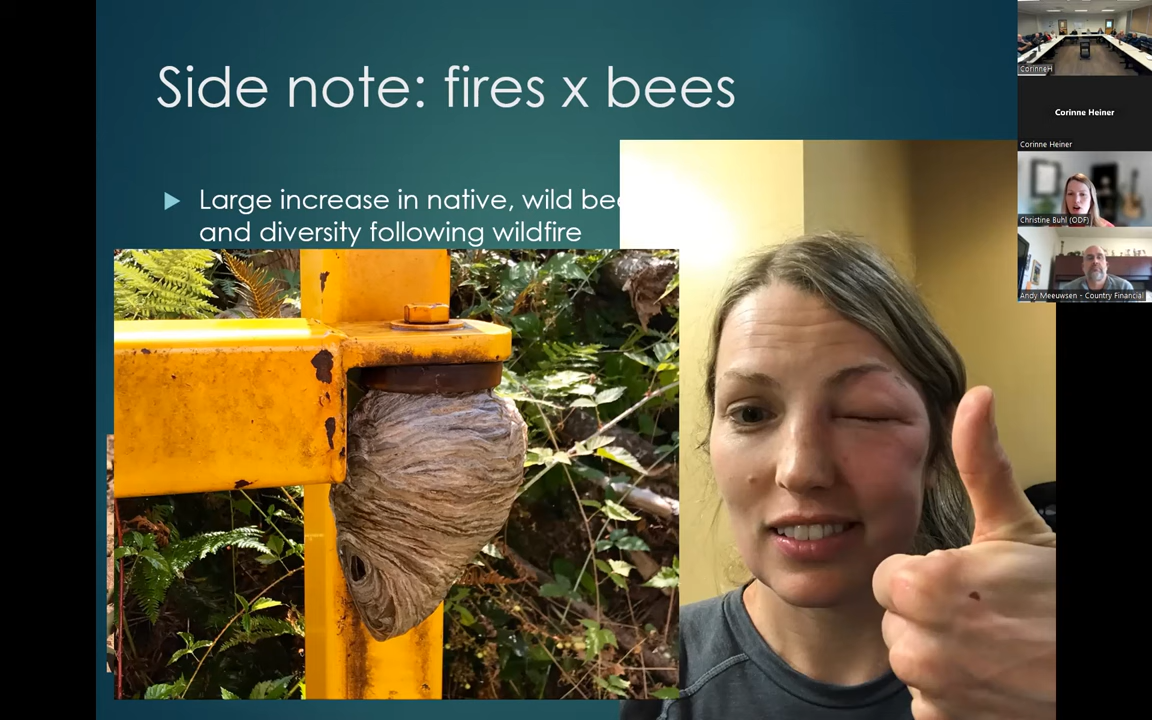 Side note: fires x bees
Large increase in native, wild
and diversity following wildfire
CorinneH
Corinne Heiner
Corinne Heiner
Christine Buhl (ODF)
Andy Meeuwsen - Country Financial